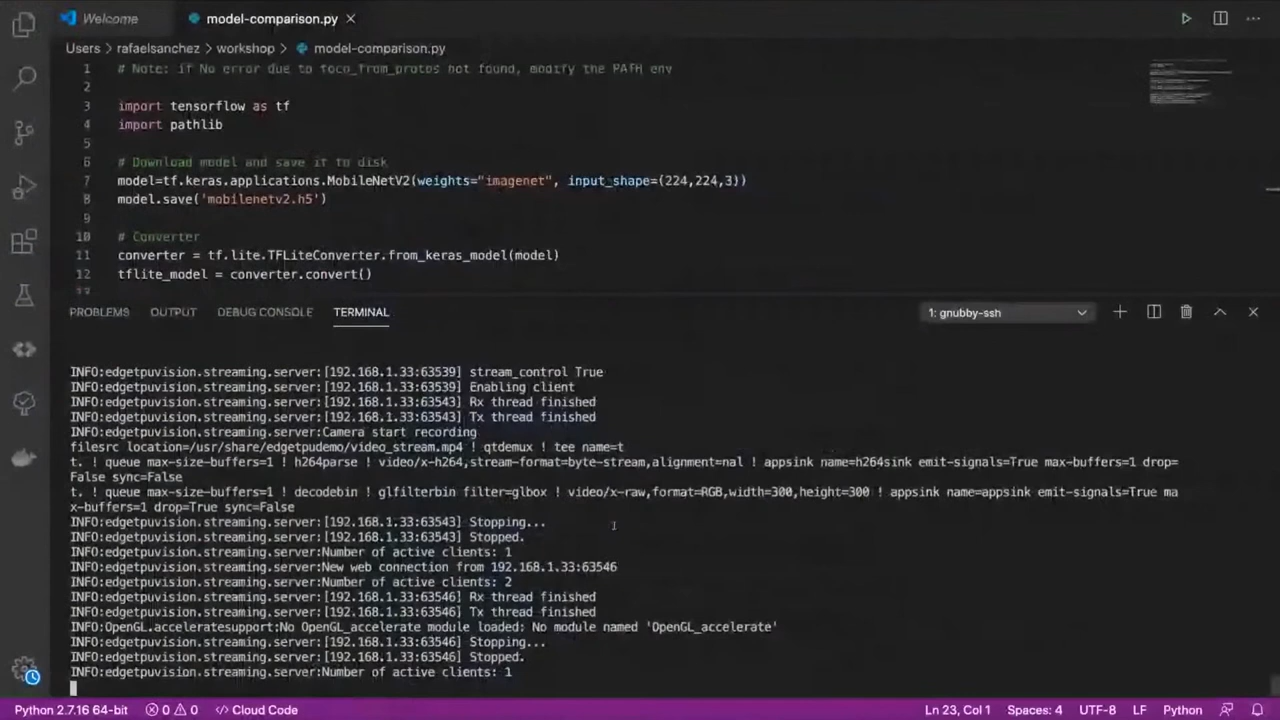 Welcome
model-comparison.py
Users > rafaelsanchez > workshop > model-comparison.py
1 # Note: if No error due to toco_from_protos not found, modify the PATH env
2
3 import tensorflow as tf
4 import pathlib
5
6 # Download model and save it to disk
7 model=tf.keras.applications.MobileNetV2(weights="imagenet", input_shape=(224,224,3))
8 model.save('mobilenetv2.h5')
9
10 # Converter
11 converter = tf.lite.TFLiteConverter.from_keras_model(model)
12 tflite_model = converter.convert()
PROBLEMS OUTPUT DEBUG CONSOLE TERMINAL 1: gnubby-ssh
INFO:edgetpuvision.streaming.server:[192.168.1.33:63539] stream_control True
INFO:edgetpuvision.streaming.server:[192.168.1.33:63539] Enabling client
INFO:edgetpuvision.streaming.server:[192.168.1.33:63543] Rx thread finished
INFO:edgetpuvision.streaming.server:[192.168.1.33:63543] Tx thread finished
INFO:edgetpuvision.streaming.server:Camera start recording
filesrc location=/usr/share/edgetpudemo/video_stream.mp4 ! qtdemux ! tee name=t
t. ! queue max-size-buffers=1 ! h264parse ! video/x-h264,stream-format=byte-stream,alignment=nal ! appsink name=h264sink emit-signals=True max-buffers=1 drop=
False sync=False
t. ! queue max-size-buffers=1 ! decodebin ! glfilterbin filter=glbox ! video/x-raw,format=RGB,width=300,height=300 ! appsink name=appsink emit-signals=True ma
x-buffers=1 drop=True sync=False
INFO:edgetpuvision.streaming.server:[192.168.1.33:63543] Stopping...
INFO:edgetpuvision.streaming.server:[192.168.1.33:63543] Stopped.
INFO:edgetpuvision.streaming.server:Number of active clients: 1
INFO:edgetpuvision.streaming.server:New web connection from 192.168.1.33:63546
INFO:edgetpuvision.streaming.server:Number of active clients: 2
INFO:edgetpuvision.streaming.server:[192.168.1.33:63546] Rx thread finished
INFO:edgetpuvision.streaming.server:[192.168.1.33:63546] Tx thread finished
INFO:OpenGL.acceleratesupport:No OpenGL_accelerate module loaded: No module named 'OpenGL_accelerate'
INFO:edgetpuvision.streaming.server:[192.168.1.33:63546] Stopping...
INFO:edgetpuvision.streaming.server:[192.168.1.33:63546] Stopped.
INFO:edgetpuvision.streaming.server:Number of active clients: 1
Python 2.7.16 64-bit 0 0 Cloud Code Ln 23, Col 1 Spaces: 4 UTF-8 LF Python